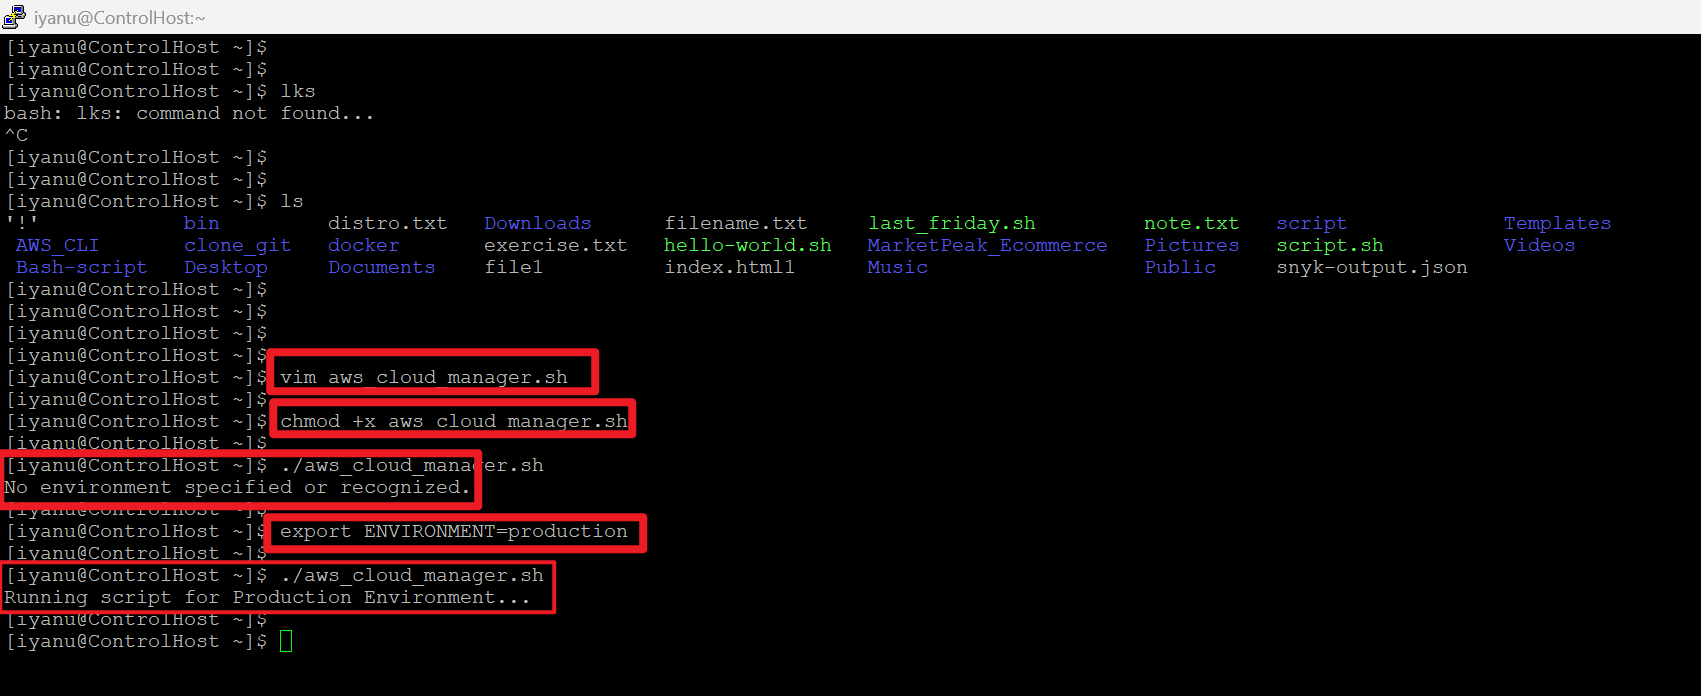 iyanu@ControlHost:~
[iyanu@ControlHost ~]$
[iyanu@ControlHost ~]$
[iyanu@ControlHost ~]$ lks
bash: lks: command not found...
^C
[iyanu@ControlHost ~]$
[iyanu@ControlHost ~]$
[iyanu@ControlHost ~]$ ls
'!' bin distro.txt Downloads filename.txt last_friday.sh note.txt script Templates
AWS_CLI clone_git docker exercise.txt hello-world.sh MarketPeak_Ecommerce Pictures script.sh Videos
Bash-script Desktop Documents file1 index.html1 Music Public snyk-output.json
[iyanu@ControlHost ~]$
[iyanu@ControlHost ~]$
[iyanu@ControlHost ~]$
[iyanu@ControlHost ~]$
[iyanu@ControlHost ~]$ vim aws_cloud_manager.sh
[iyanu@ControlHost ~]$
[iyanu@ControlHost ~]$ chmod +x aws_cloud_manager.sh
[iyanu@ControlHost ~]$
[iyanu@ControlHost ~]$ ./aws_cloud_manager.sh
No environment specified or recognized.
[iyanu@ControlHost ~]$
[iyanu@ControlHost ~]$ export ENVIRONMENT=production
[iyanu@ControlHost ~]$
[iyanu@ControlHost ~]$ ./aws_cloud_manager.sh
Running script for Production Environment...
[iyanu@ControlHost ~]$
[iyanu@ControlHost ~]$